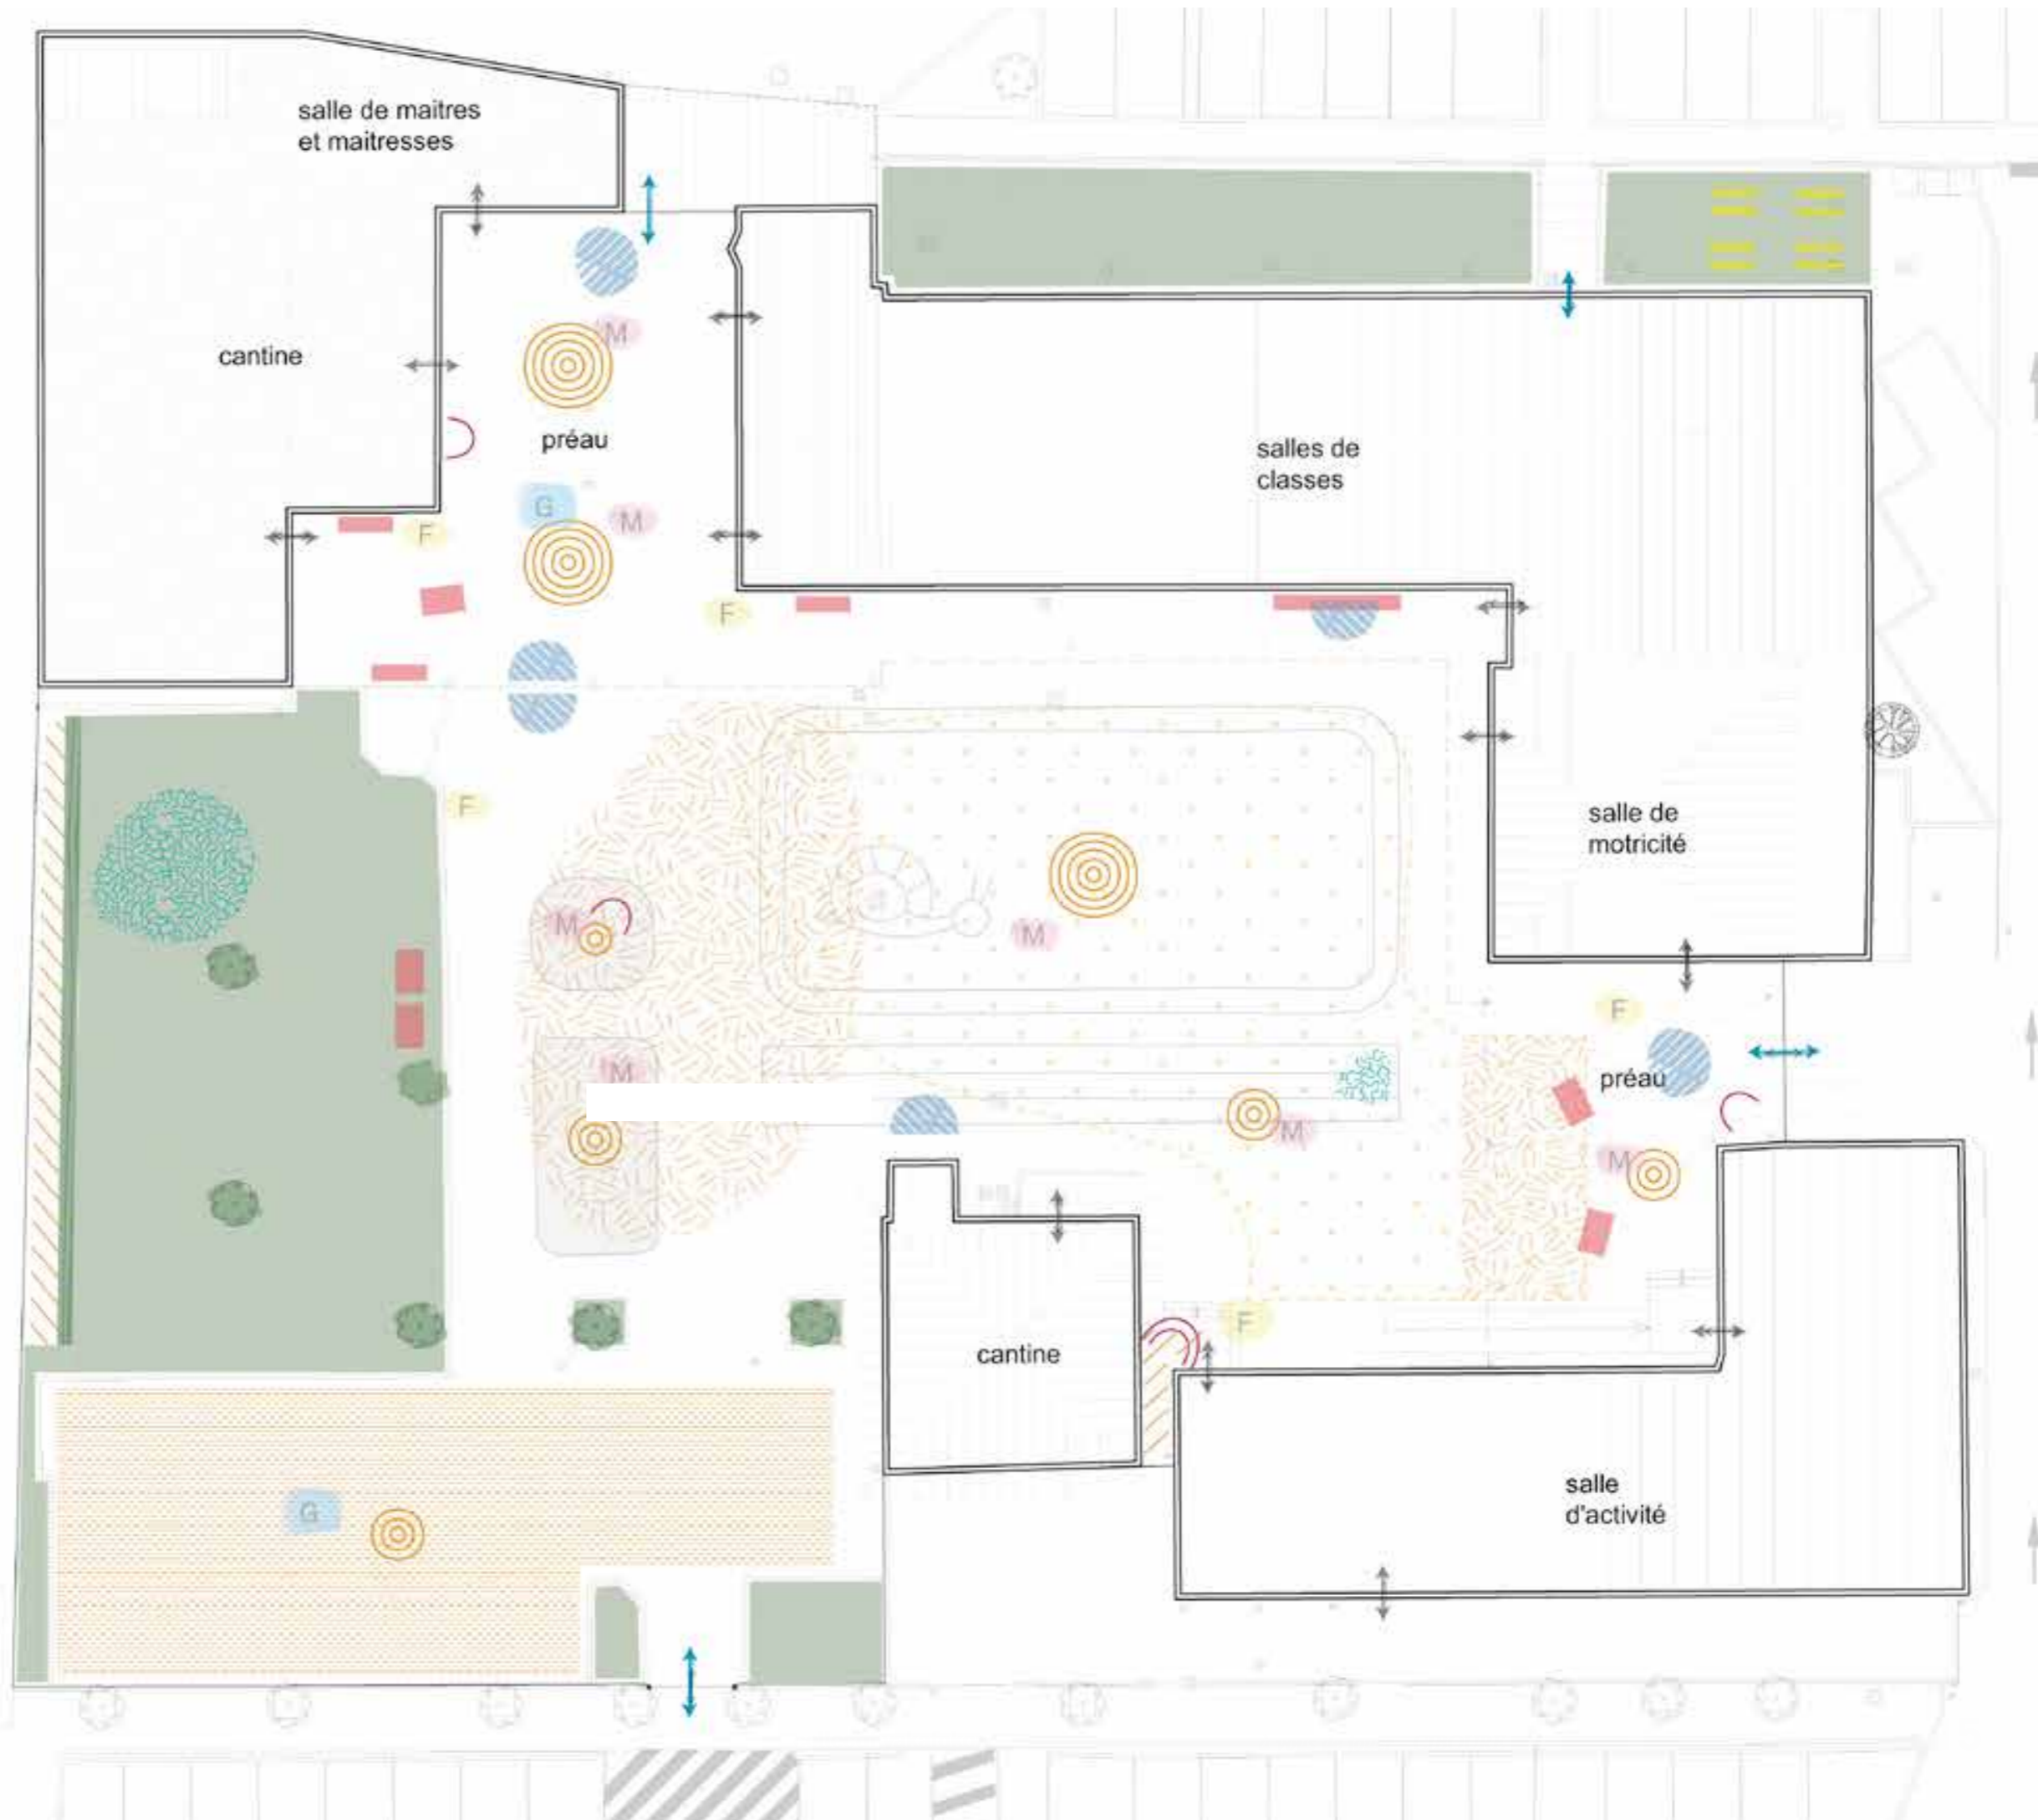 salle de maitres
et maitresses
cantine
M
préau
G
M
F
F
salles de
classes
F
salle de
motricité
M
M
M
F
préau
M
M
F
cantine
G
salle
d'activité